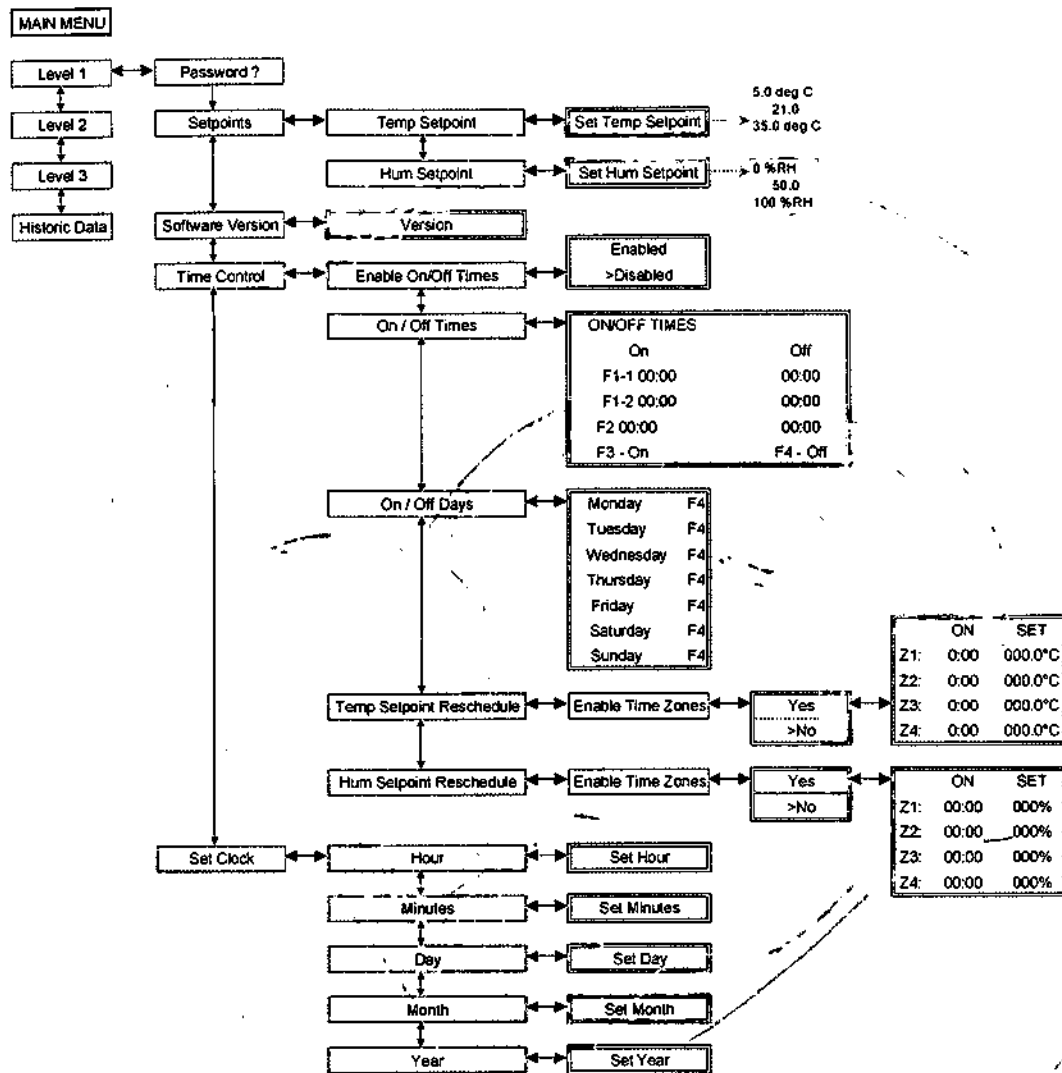 MAIN MENU
Level 1
Password ?
Level 2
Setpoints
Temp Setpoint
Set Temp Setpoint
5.0 deg C
21.0
35.0 deg C
Level 3
Hum Setpoint
Set Hum Setpoint
0 %RH
50.0
100 %RH
Historic Data
Software Version
Version
Time Control
Enable On/Off Times
Enabled
>Disabled
On / Off Times
ON/OFF TIMES
On Off
F1-1 00:00 00:00
F1-2 00:00 00:00
F2 00:00 00:00
F3 - On F4 - Off
On / Off Days
Monday F4
Tuesday F4
Wednesday F4
Thursday F4
Friday F4
Saturday F4
Sunday F4
Temp Setpoint Reschedule
Enable Time Zones
Yes
>No
ON SET
Z1: 0:00 000.0°C
Z2: 0:00 000.0°C
Z3: 0:00 000.0°C
Z4: 0:00 000.0°C
Hum Setpoint Reschedule
Enable Time Zones
Yes
>No
ON SET
Z1: 00:00 000%
Z2: 00:00 000%
Z3: 00:00 000%
Z4: 00:00 000%
Set Clock
Hour
Set Hour
Minutes
Set Minutes
Day
Set Day
Month
Set Month
Year
Set Year